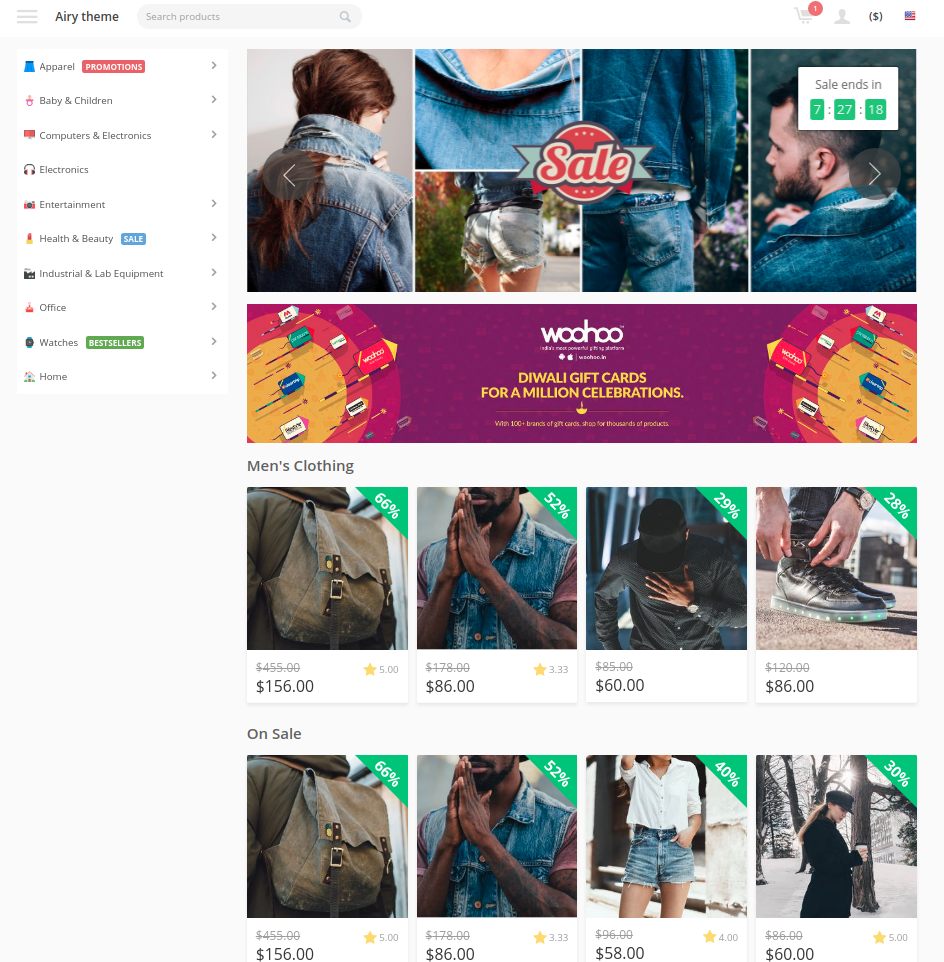 Airy theme
Search products
1
($)
Apparel PROMOTIONS
Baby & Children
Computers & Electronics
Electronics
Entertainment
Health & Beauty SALE
Industrial & Lab Equipment
Office
Watches BESTSELLERS
Home
Sale
Sale ends in
7 : 27 : 18
woohoo
India's most powerful gifting platform
woohoo.in
DIWALI GIFT CARDS
FOR A MILLION CELEBRATIONS.
With 100+ brands of gift cards, shop for thousands of products.
woohoo
woohoo
Men's Clothing
66%
52%
29%
28%
$455.00
5.00
$156.00
$178.00
3.33
$86.00
$85.00
$60.00
$120.00
$86.00
On Sale
66%
52%
40%
30%
$455.00
5.00
$156.00
$178.00
3.33
$86.00
$96.00
4.00
$58.00
$86.00
5.00
$60.00